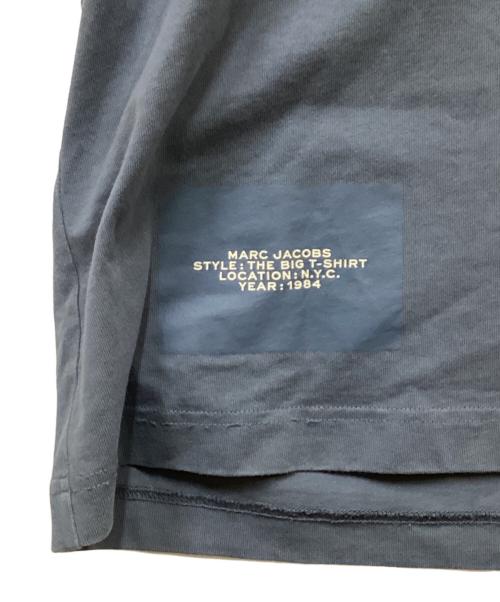 MARC JACOBS
STYLE : THE BIG T-SHIRT
LOCATION : N.Y.C.
YEAR : 1984